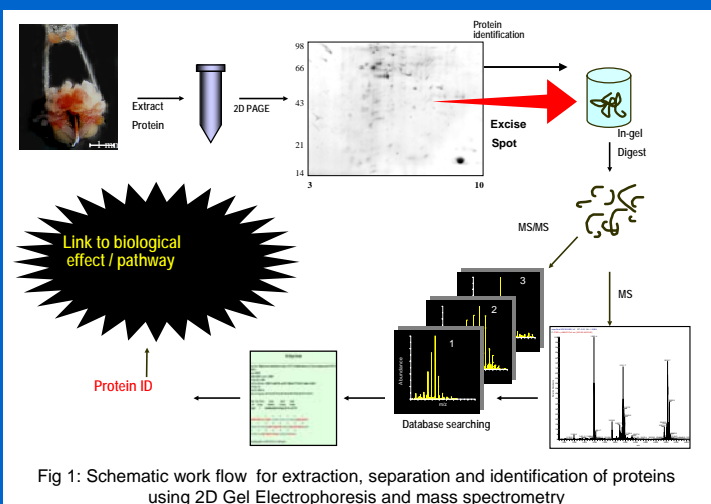 Protein
identification
98
66
43
21
14
3
10
Extract
Protein
2D PAGE
Excise
Spot
In-gel
Digest
MS/MS
MS
Link to biological
effect / pathway
3
2
1
Abundance
m/z
Database searching
Protein ID
Fig 1: Schematic work flow for extraction, separation and identification of proteins
using 2D Gel Electrophoresis and mass spectrometry